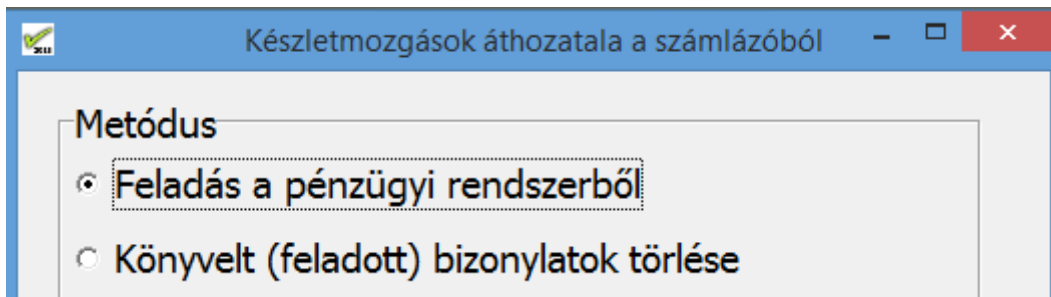 Készletmozgások áthozatala a számlázóból
Metódus
Feladás a pénzügyi rendszerből
Könyvelt (feladott) bizonylatok törlése